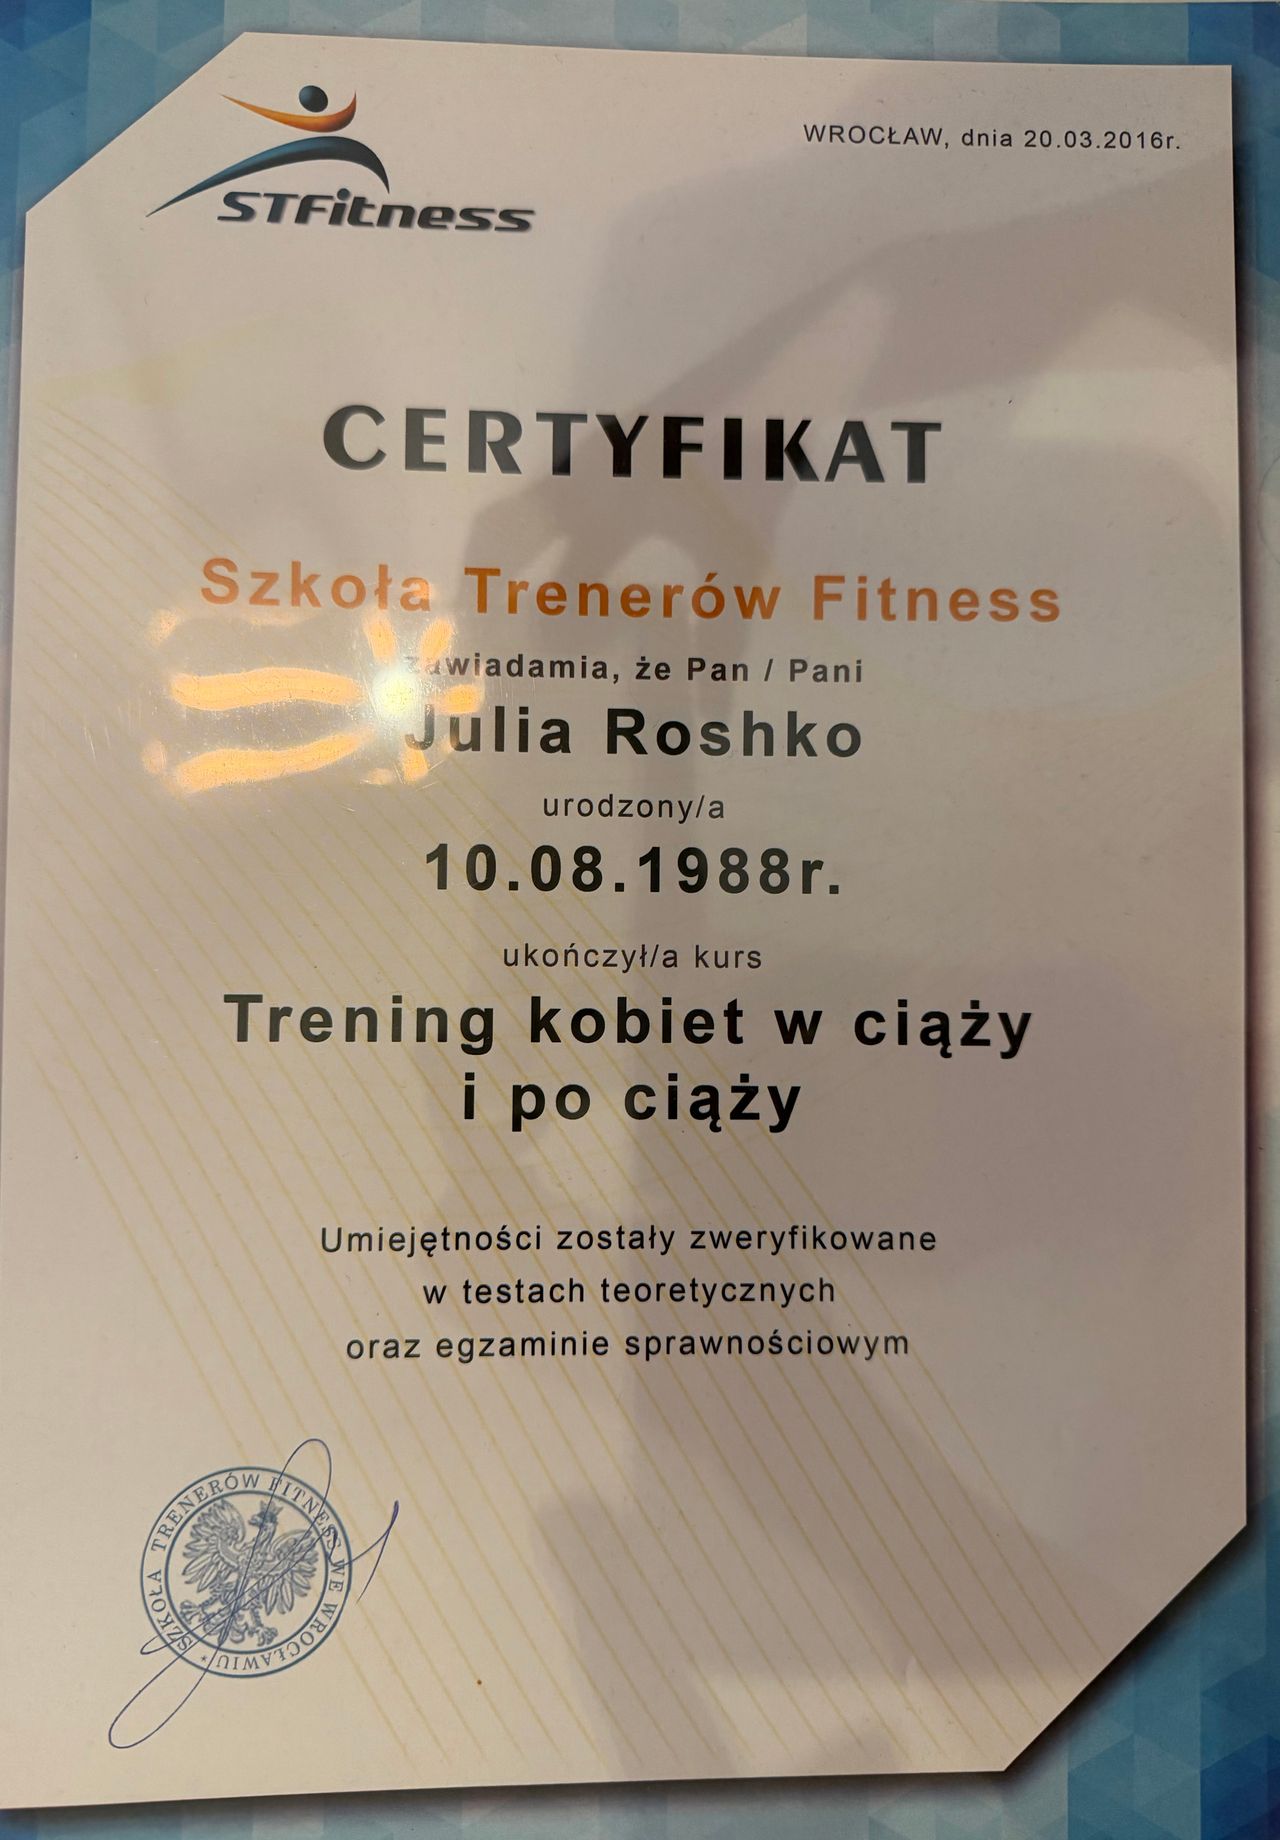 WROCŁAW, dnia 20.03.2016r.
STFitness
CERTYFIKAT
Szkoła Trenerów Fitness
zawiadamia, że Pan / Pani
Julia Roshko
urodzony/a
10.08.1988r.
ukończył/a kurs
Trening kobiet w ciąży
i po ciąży
Umiejętności zostały zweryfikowane
w testach teoretycznych
oraz egzaminie sprawnościowym
* SZKOŁA TRENERÓW FITNESS WE WROCŁAWIU